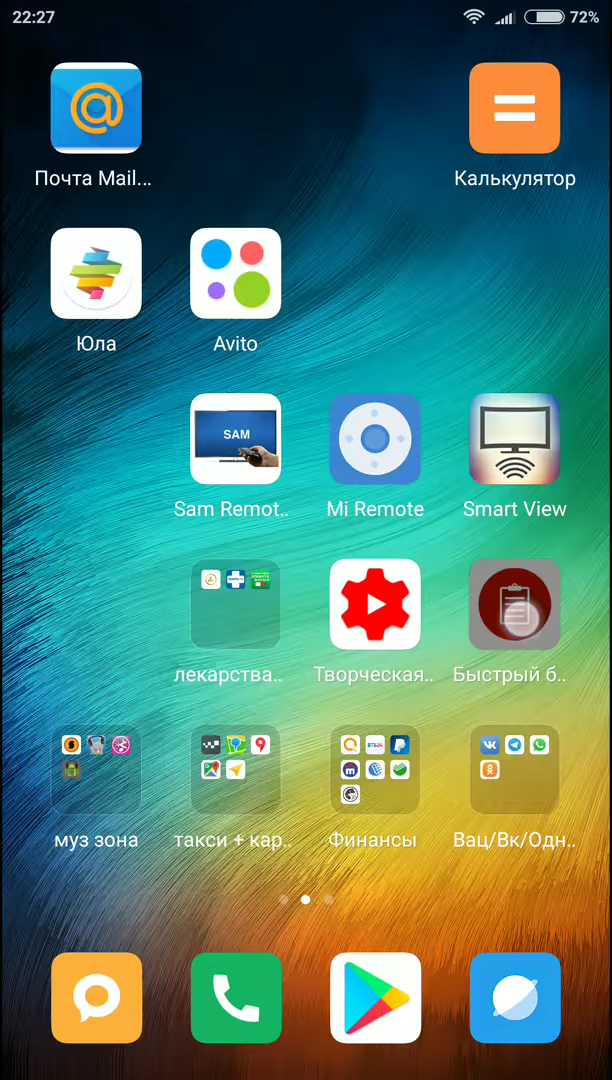 22:27
72%
Почта Mail...
Калькулятор
Юла
Avito
SAM
Sam Remot..
Mi Remote
Smart View
лекарства..
Творческая..
Быстрый б..
ВТБ24
муз зона
такси + кар..
Финансы
Вац/Вк/Одн..